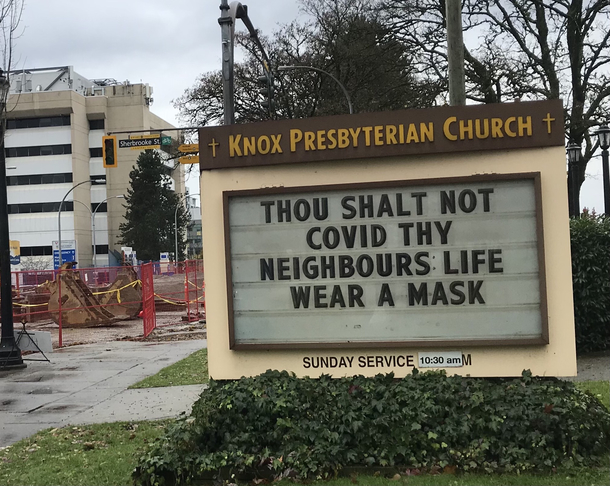 Sherbrooke St.
KNOX PRESBYTERIAN CHURCH
THOU SHALT NOT
COVID THY
NEIGHBOURS LIFE
WEAR A MASK
SUNDAY SERVICE 10:30 am M